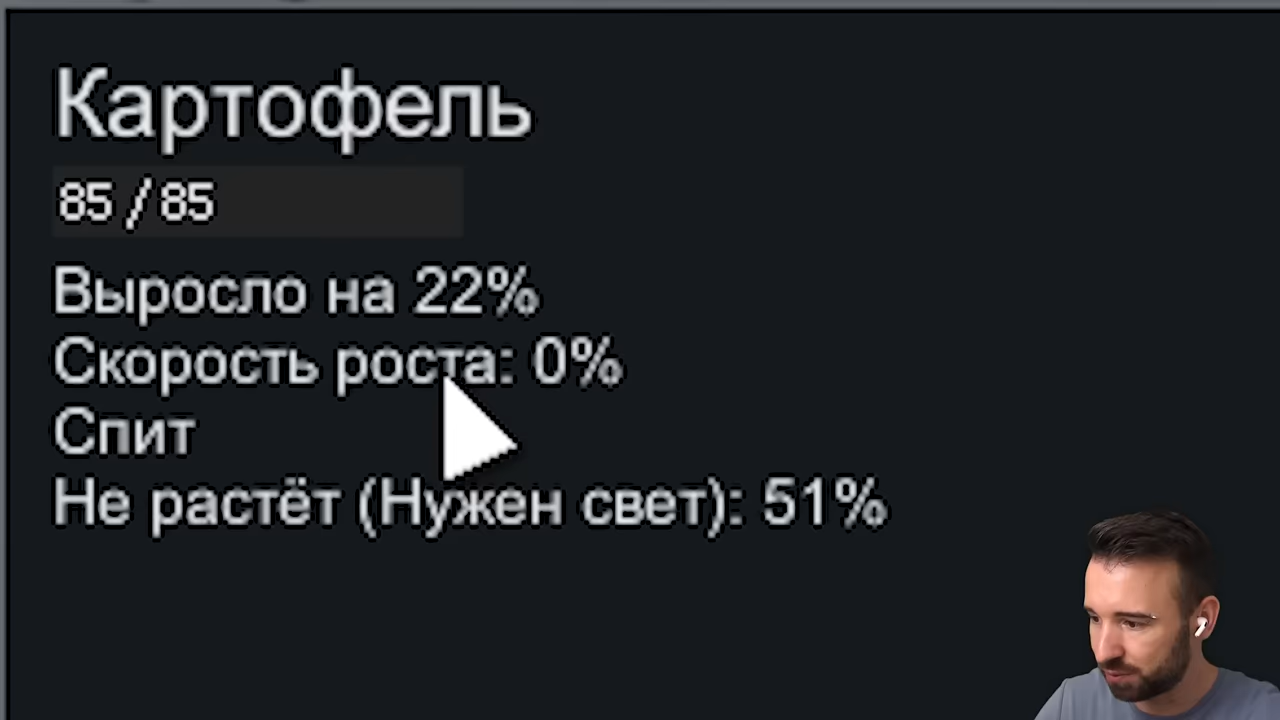 Картофель
85 / 85
Выросло на 22%
Скорость роста: 0%
Спит
Не растёт (Нужен свет): 51%